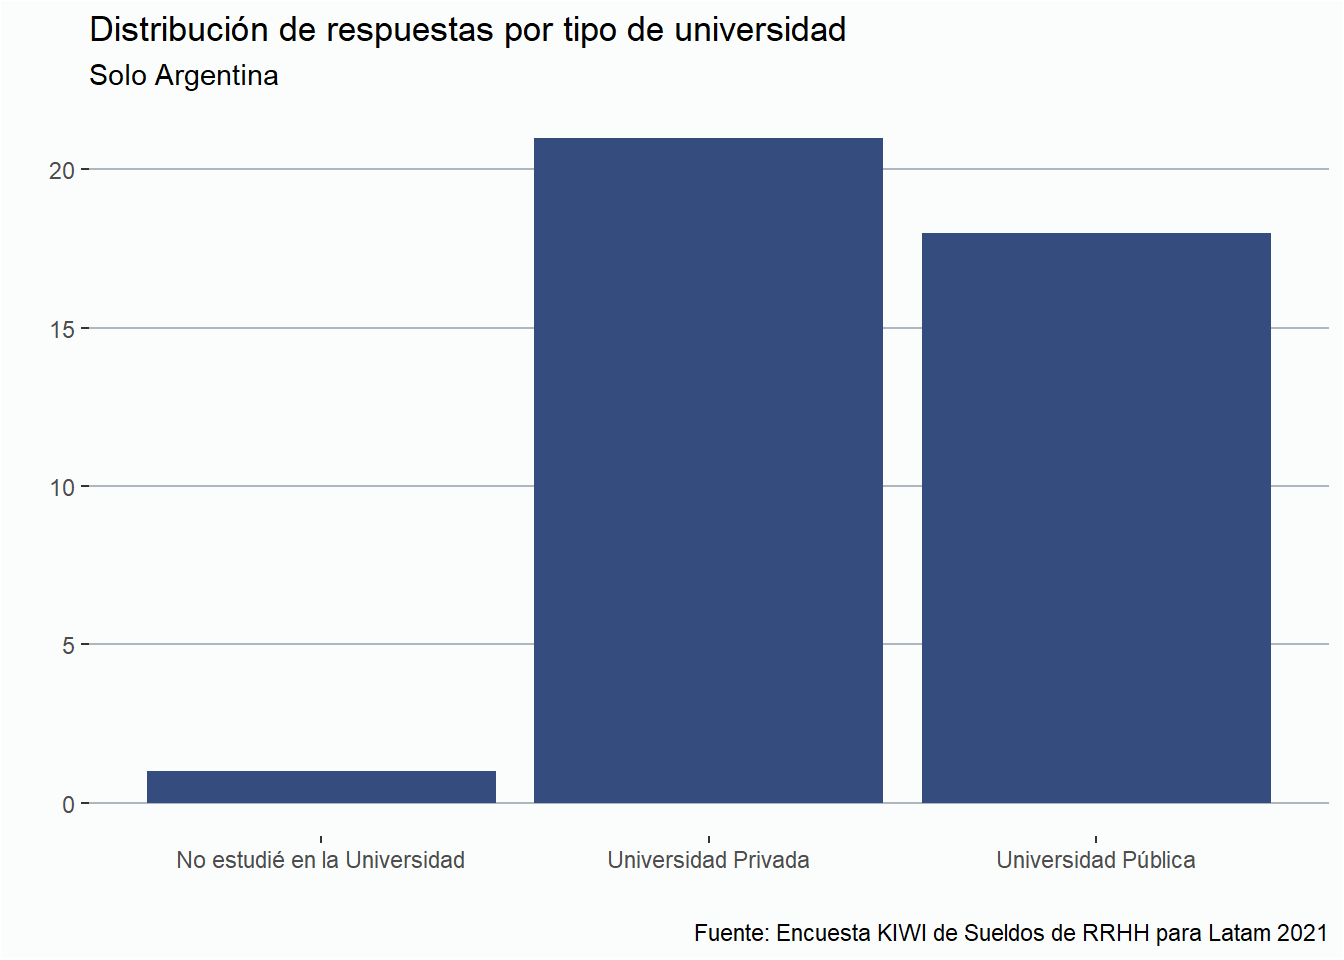 Distribución de respuestas por tipo de universidad
Solo Argentina
20
15
10
5
0
No estudié en la Universidad
Universidad Privada
Universidad Pública
Fuente: Encuesta KIWI de Sueldos de RRHH para Latam 2021